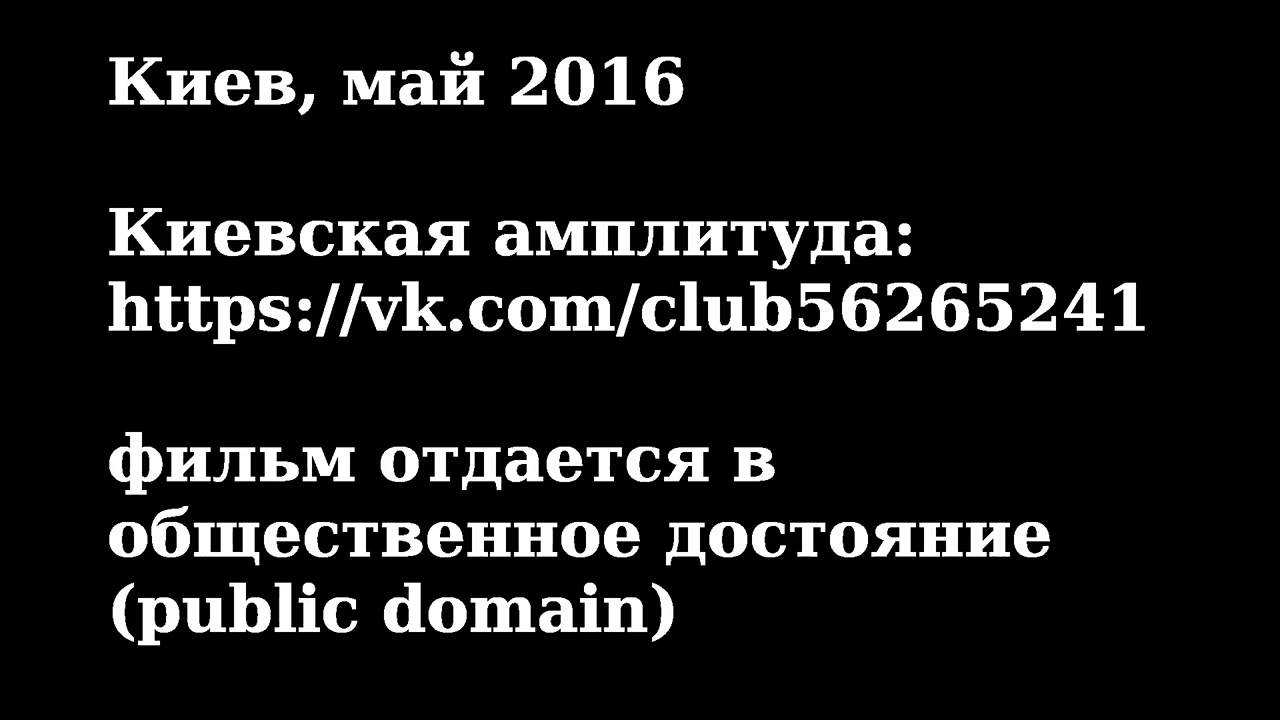 Киев, май 2016
Киевская амплитуда:
https://vk.com/club56265241
фильм отдается в
общественное достояние
(public domain)